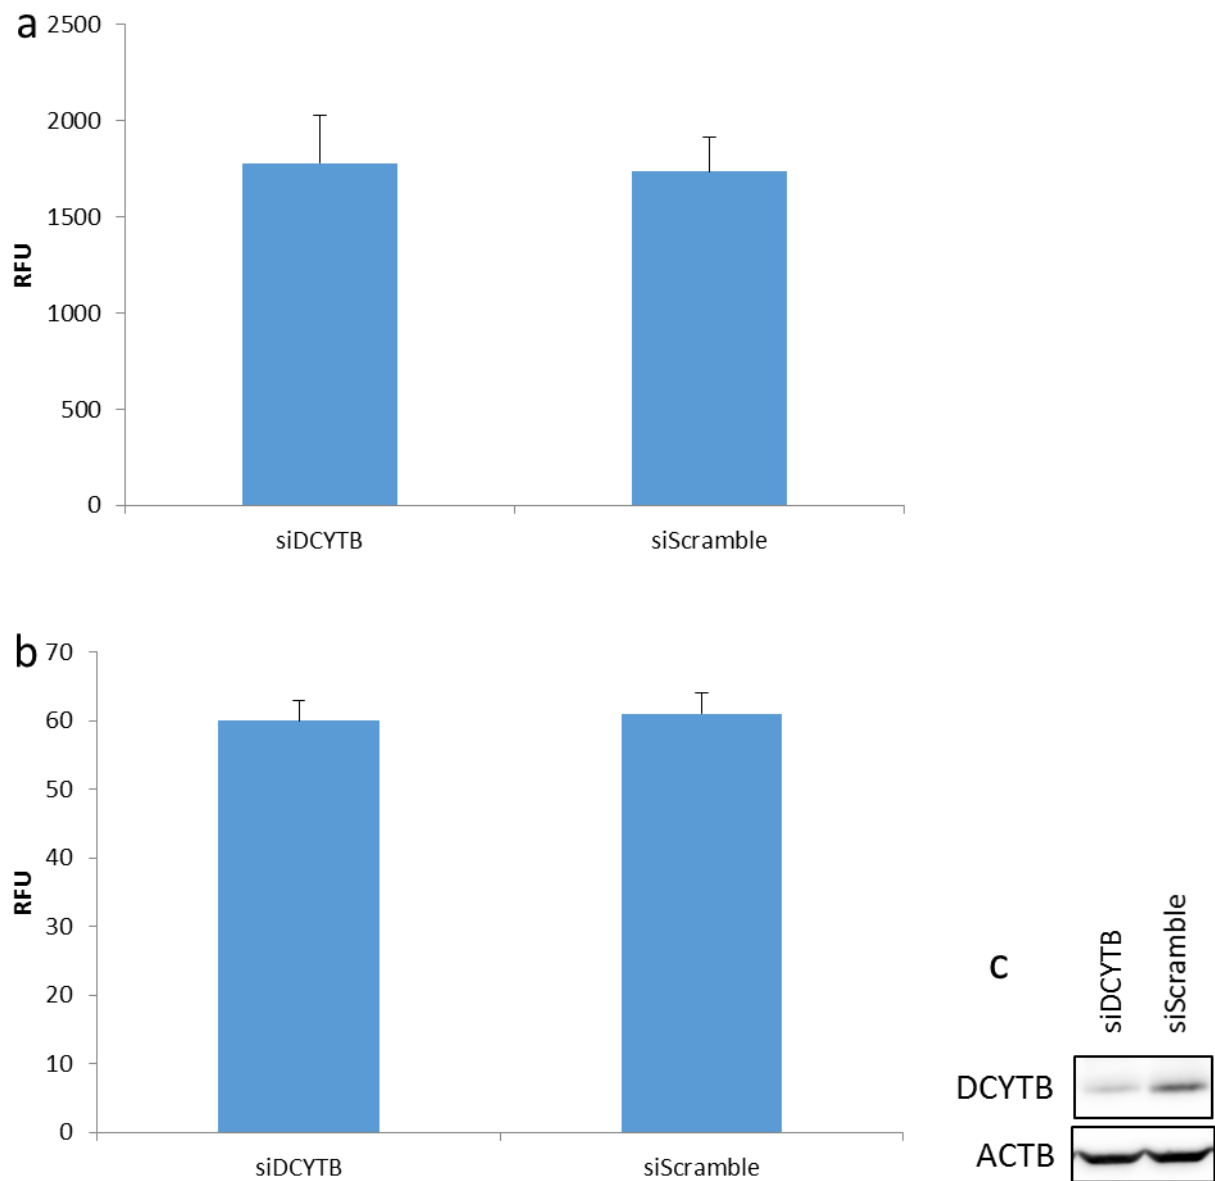 a
2500
2000
1500
1000
500
0
RFU
siDCYTB
siScramble
b
70
60
50
40
30
20
10
0
RFU
siDCYTB
siScramble
c
siDCYTB
siScramble
DCYTB
ACTB